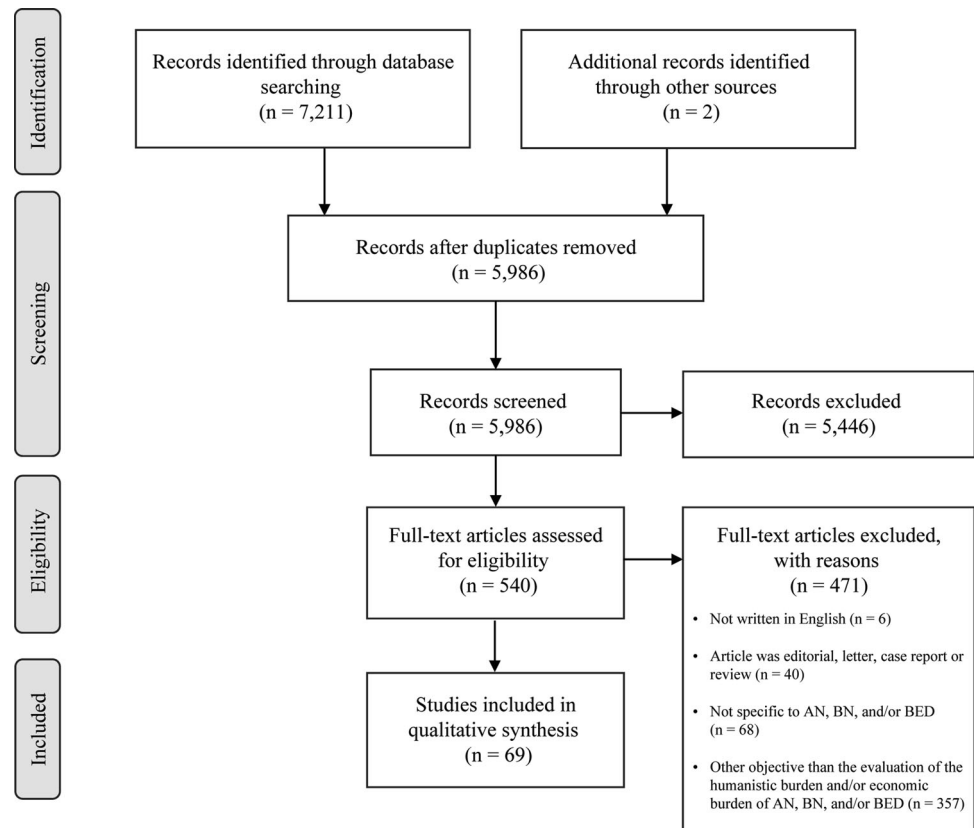 Identification
Records identified through database
searching
(n = 7,211)
Additional records identified
through other sources
(n = 2)
Screening
Records after duplicates removed
(n = 5,986)
Records screened
(n = 5,986)
Records excluded
(n = 5,446)
Eligibility
Full-text articles assessed
for eligibility
(n = 540)
Full-text articles excluded,
with reasons
(n = 471)
• Not written in English (n = 6)
• Article was editorial, letter, case report or
review (n = 40)
• Not specific to AN, BN, and/or BED
(n = 68)
• Other objective than the evaluation of the
humanistic burden and/or economic
burden of AN, BN, and/or BED (n = 357)
Included
Studies included in
qualitative synthesis
(n = 69)